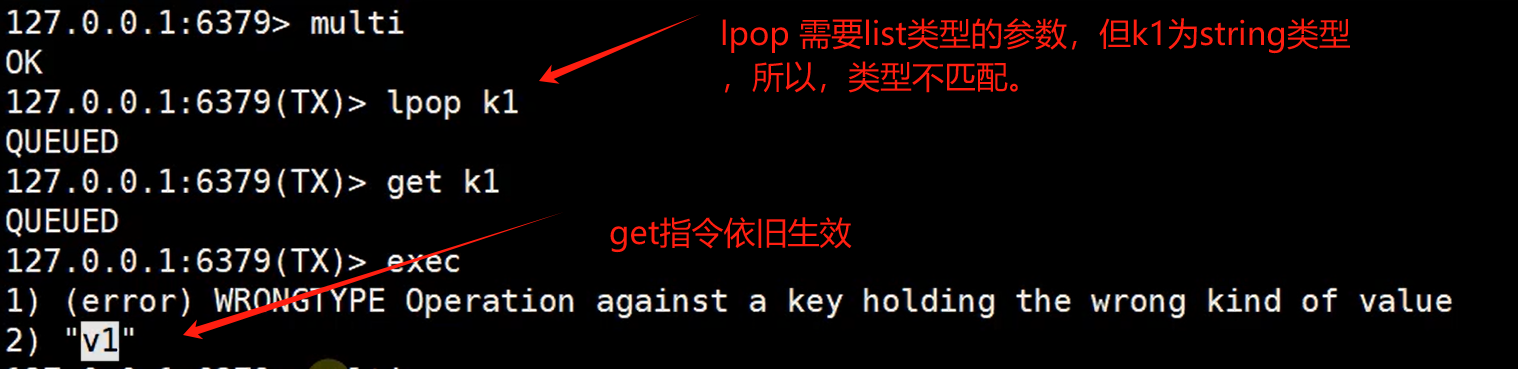 127.0.0.1:6379> multi
OK
127.0.0.1:6379(TX)> lpop k1
QUEUED
127.0.0.1:6379(TX)> get k1
QUEUED
127.0.0.1:6379(TX)> exec
1) (error) WRONGTYPE Operation against a key holding the wrong kind of value
2) "v1"
lpop 需要list类型的参数，但k1为string类型
，所以，类型不匹配。
get指令依旧生效